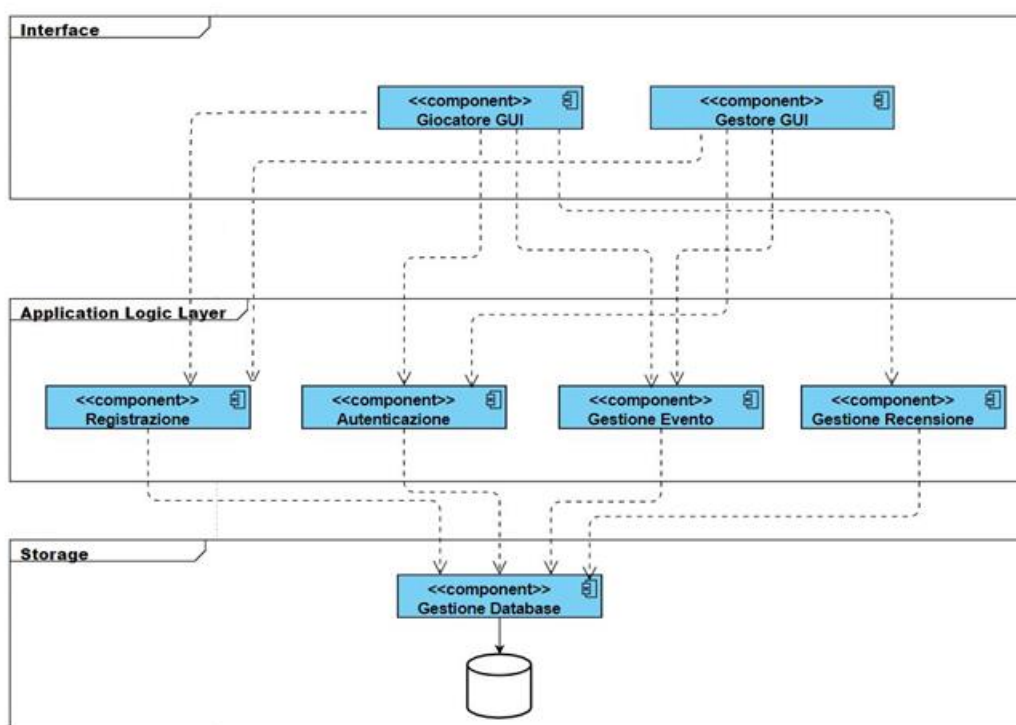 Interface
<<component>>
Giocatore GUI
<<component>>
Gestore GUI
Application Logic Layer
<<component>>
Registrazione
<<component>>
Autenticazione
<<component>>
Gestione Evento
<<component>>
Gestione Recensione
Storage
<<component>>
Gestione Database